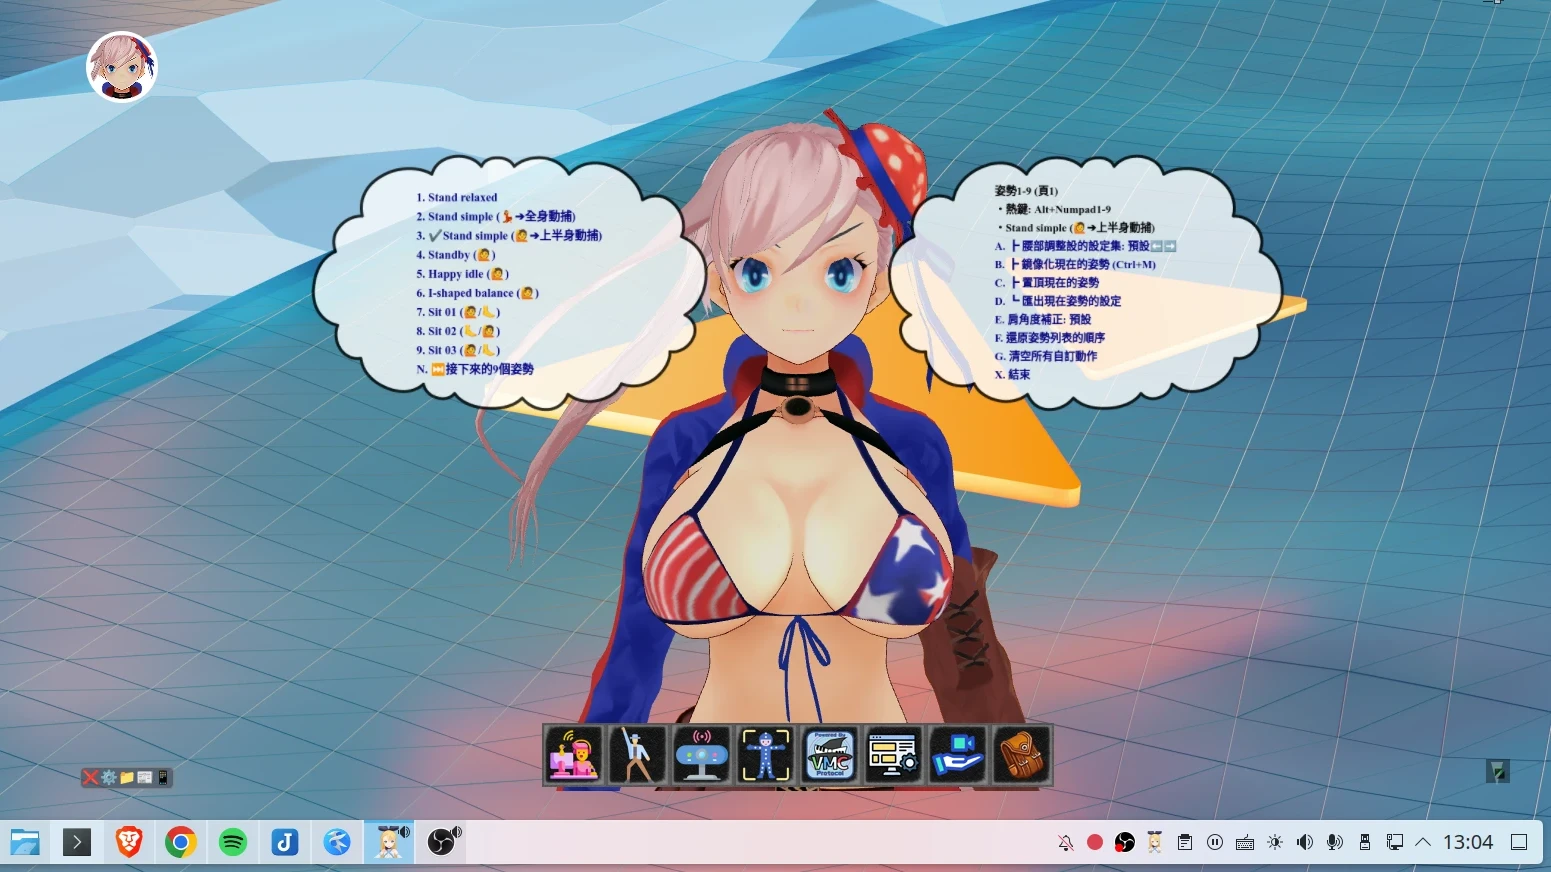 1. Stand relaxed
2. Stand simple (💃➔全身動捕)
3. ✔Stand simple (🙋➔上半身動捕)
4. Standby (🙋)
5. Happy idle (🙋)
6. I-shaped balance (🙋)
7. Sit 01 (🙋/🦶)
8. Sit 02 (🦶/🙋)
9. Sit 03 (🙋/🦶)
N. ⏭接下來的9個姿勢
姿勢1-9 (頁1)
・熱鍵: Alt+Numpad1-9
・Stand simple (🙋➔上半身動捕)
A. ┣ 腰部調整設的設定集: 預設⬅➡
B. ┣ 鏡像化現在的姿勢 (Ctrl+M)
C. ┣ 置頂現在的姿勢
D. ┗ 匯出現在姿勢的設定
E. 肩角度補正: 預設
F. 還原姿勢列表的順序
G. 清空所有自訂動作
X. 結束
Powered By
VMC
Protocol
13:04